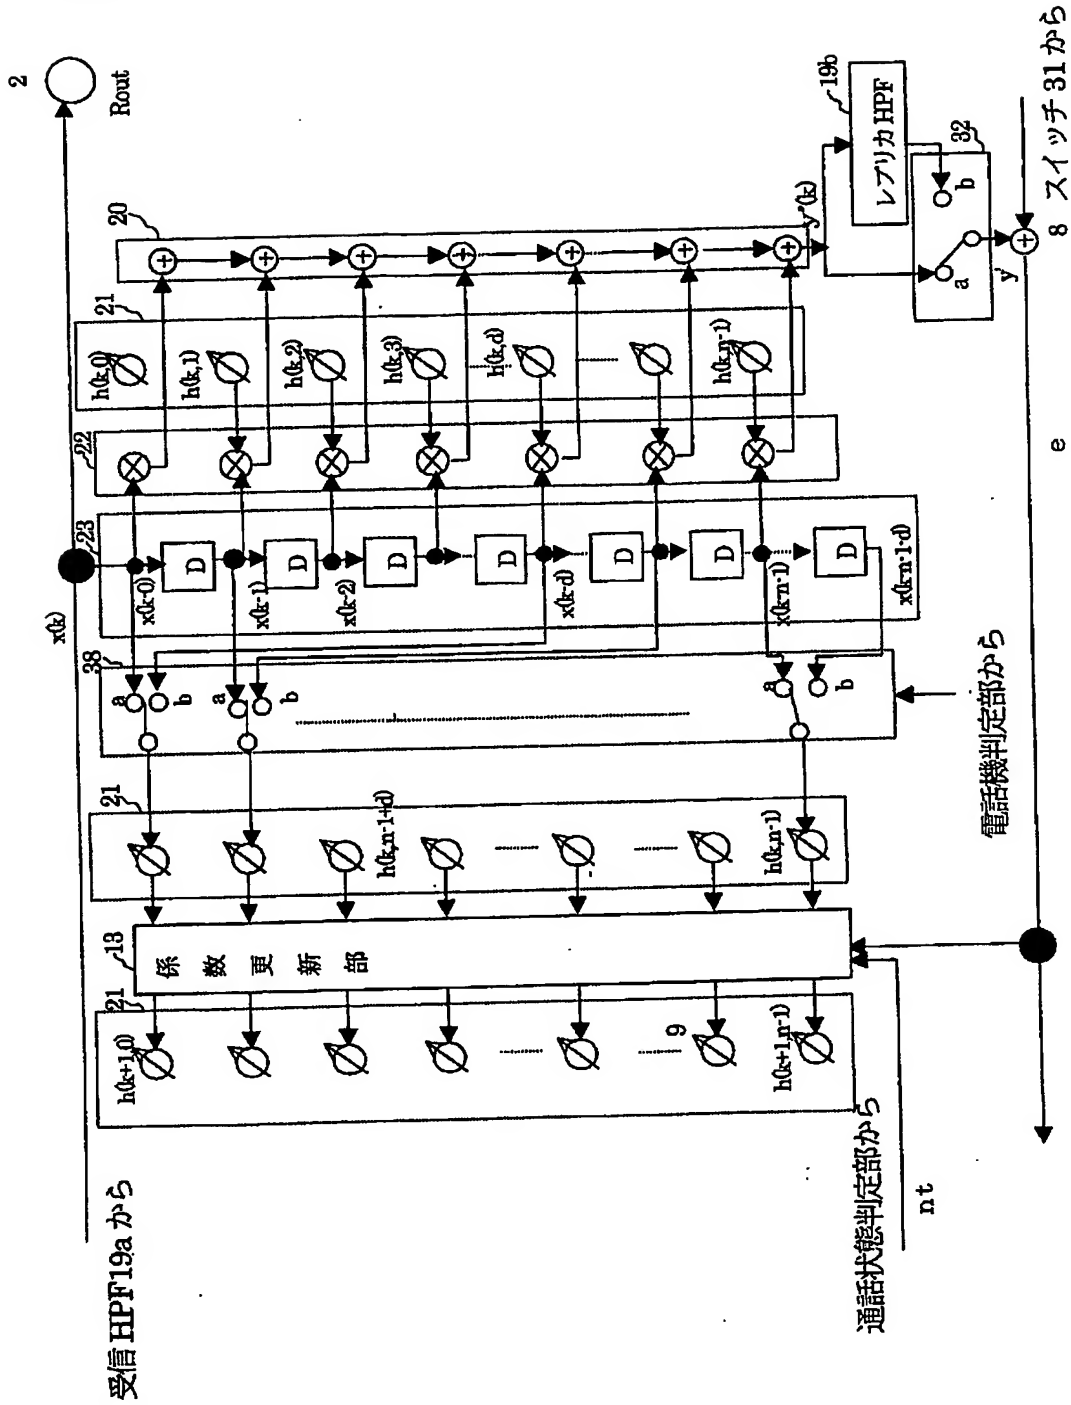 受信HPF19aから
x(k)
2
Rout
21
h(k+1,0)
9
h(k+1,n-1)
13
係数更新部
21
h(k,n-1+d)
h(k,n-1)
38
a
b
a
b
a
b
23
D
D
D
D
D
D
D
x(k-0)
x(k-1)
x(k-2)
x(k-d)
x(k-n-1)
x(k-n-1-d)
22
21
h(k,0)
h(k,1)
h(k,2)
h(k,3)
h(k,d)
h(k,n-1)
20
y''(k)
19b
レプリカHPF
32
a
b
y'
8
スイッチ31から
e
電話機判定部から
通話状態判定部から
nt